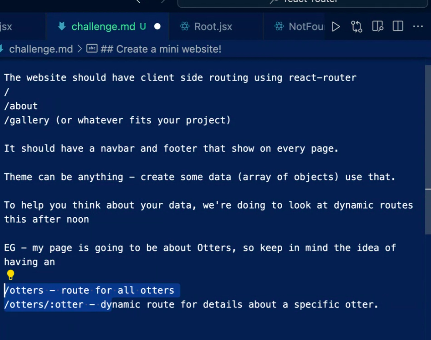 react-router
jsx
challenge.md U
Root.jsx
NotFou
challenge.md > ## Create a mini website!
The website should have client side routing using react-router
/
/about
/gallery (or whatever fits your project)
It should have a navbar and footer that show on every page.
Theme can be anything – create some data (array of objects) use that.
To help you think about your data, we're doing to look at dynamic routes
this after noon
EG – my page is going to be about Otters, so keep in mind the idea of
having an
/otters – route for all otters
/otters/:otter – dynamic route for details about a specific otter.